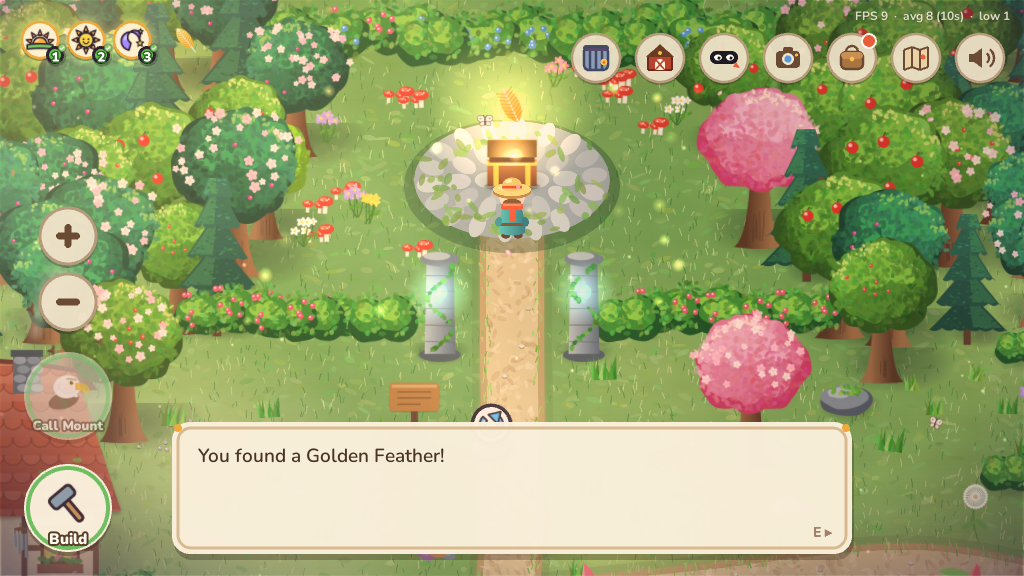 FPS 9 · avg 8 (10s) · low 1
1
2
3
Call Mount
You found a Golden Feather!
E ▸
Build